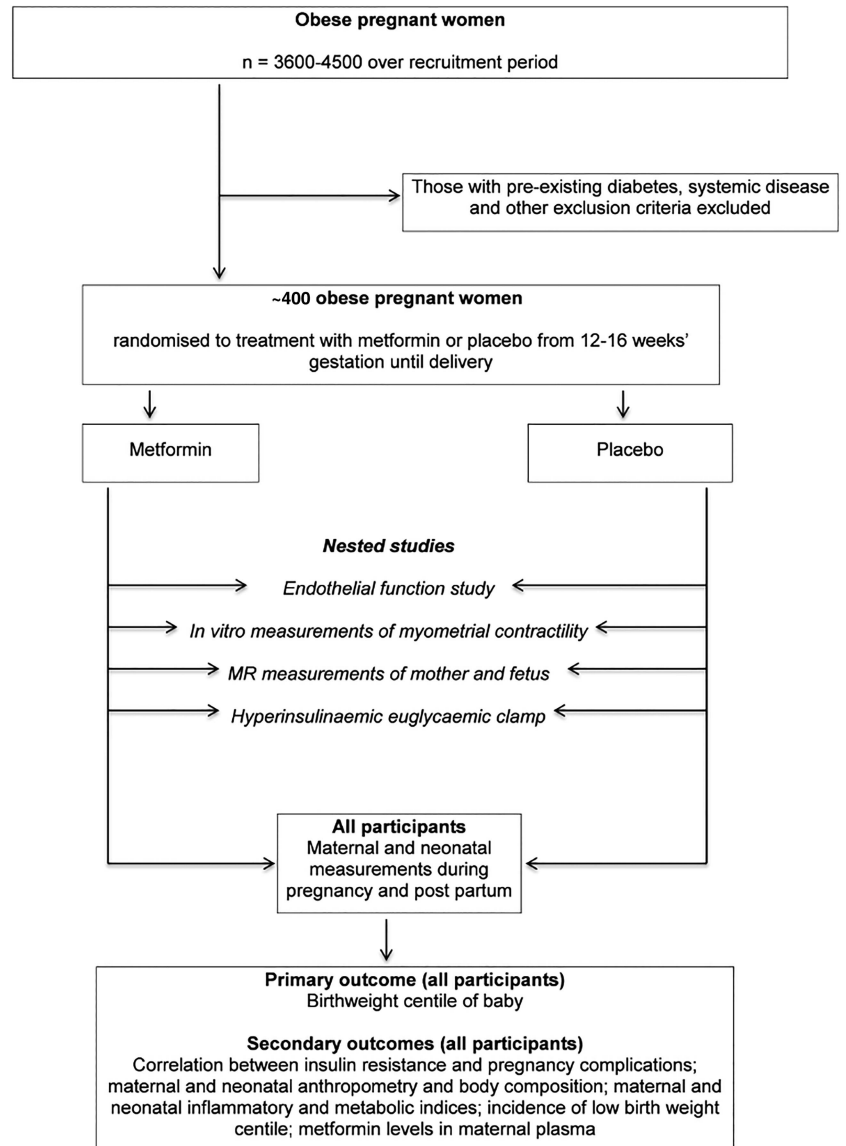 Obese pregnant women
n = 3600-4500 over recruitment period
Those with pre-existing diabetes, systemic disease
and other exclusion criteria excluded
~400 obese pregnant women
randomised to treatment with metformin or placebo from 12-16 weeks’
gestation until delivery
Metformin
Placebo
Nested studies
Endothelial function study
In vitro measurements of myometrial contractility
MR measurements of mother and fetus
Hyperinsulinaemic euglycaemic clamp
All participants
Maternal and neonatal
measurements during
pregnancy and post partum
Primary outcome (all participants)
Birthweight centile of baby
Secondary outcomes (all participants)
Correlation between insulin resistance and pregnancy complications;
maternal and neonatal anthropometry and body composition; maternal and
neonatal inflammatory and metabolic indices; incidence of low birth weight
centile; metformin levels in maternal plasma